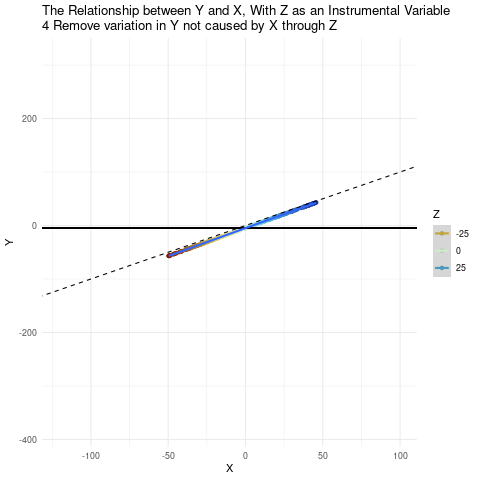 The Relationship between Y and X, With Z as an Instrumental Variable
4 Remove variation in Y not caused by X through Z
200
0
-200
-400
Y
-100
-50
0
50
100
X
Z
-25
0
25